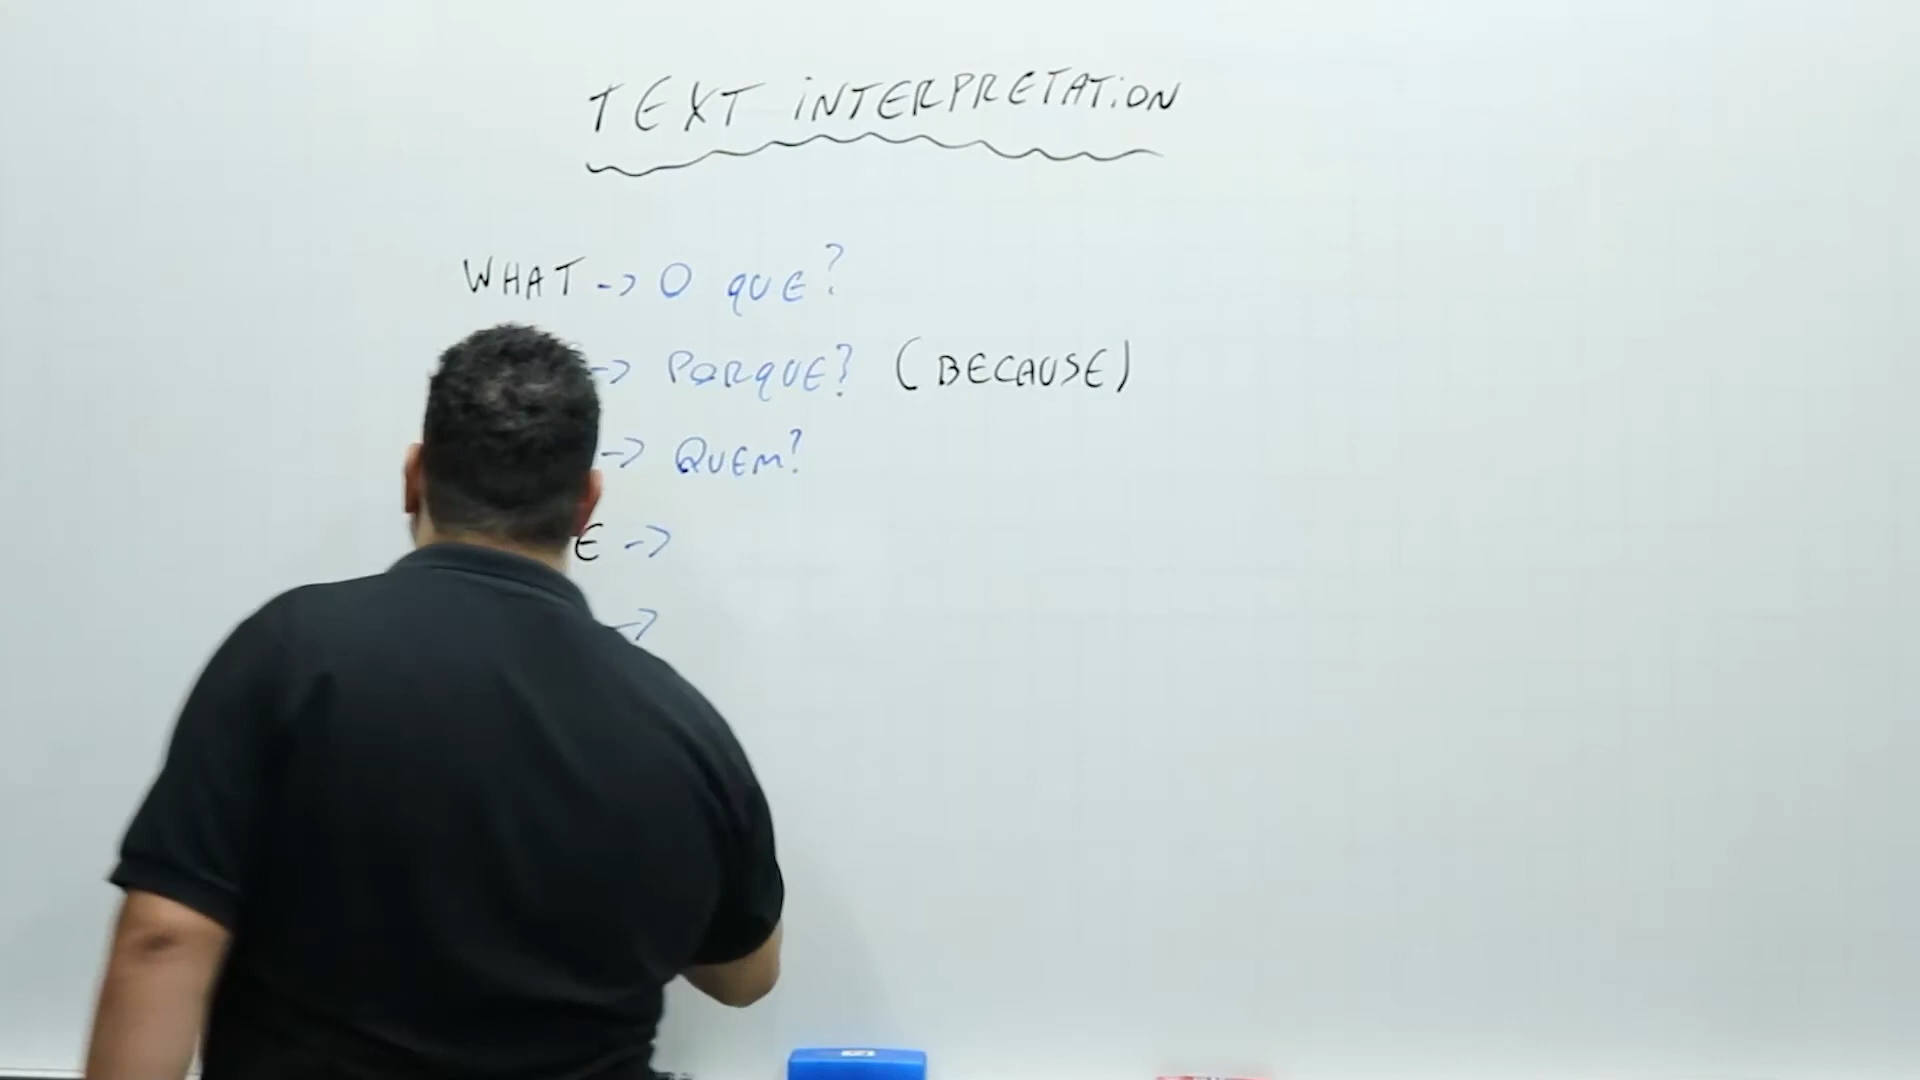 TEXT INTERPRETATION
WHAT -> O QUE?
-> PORQUE? (BECAUSE)
-> QUEM?
E ->
->